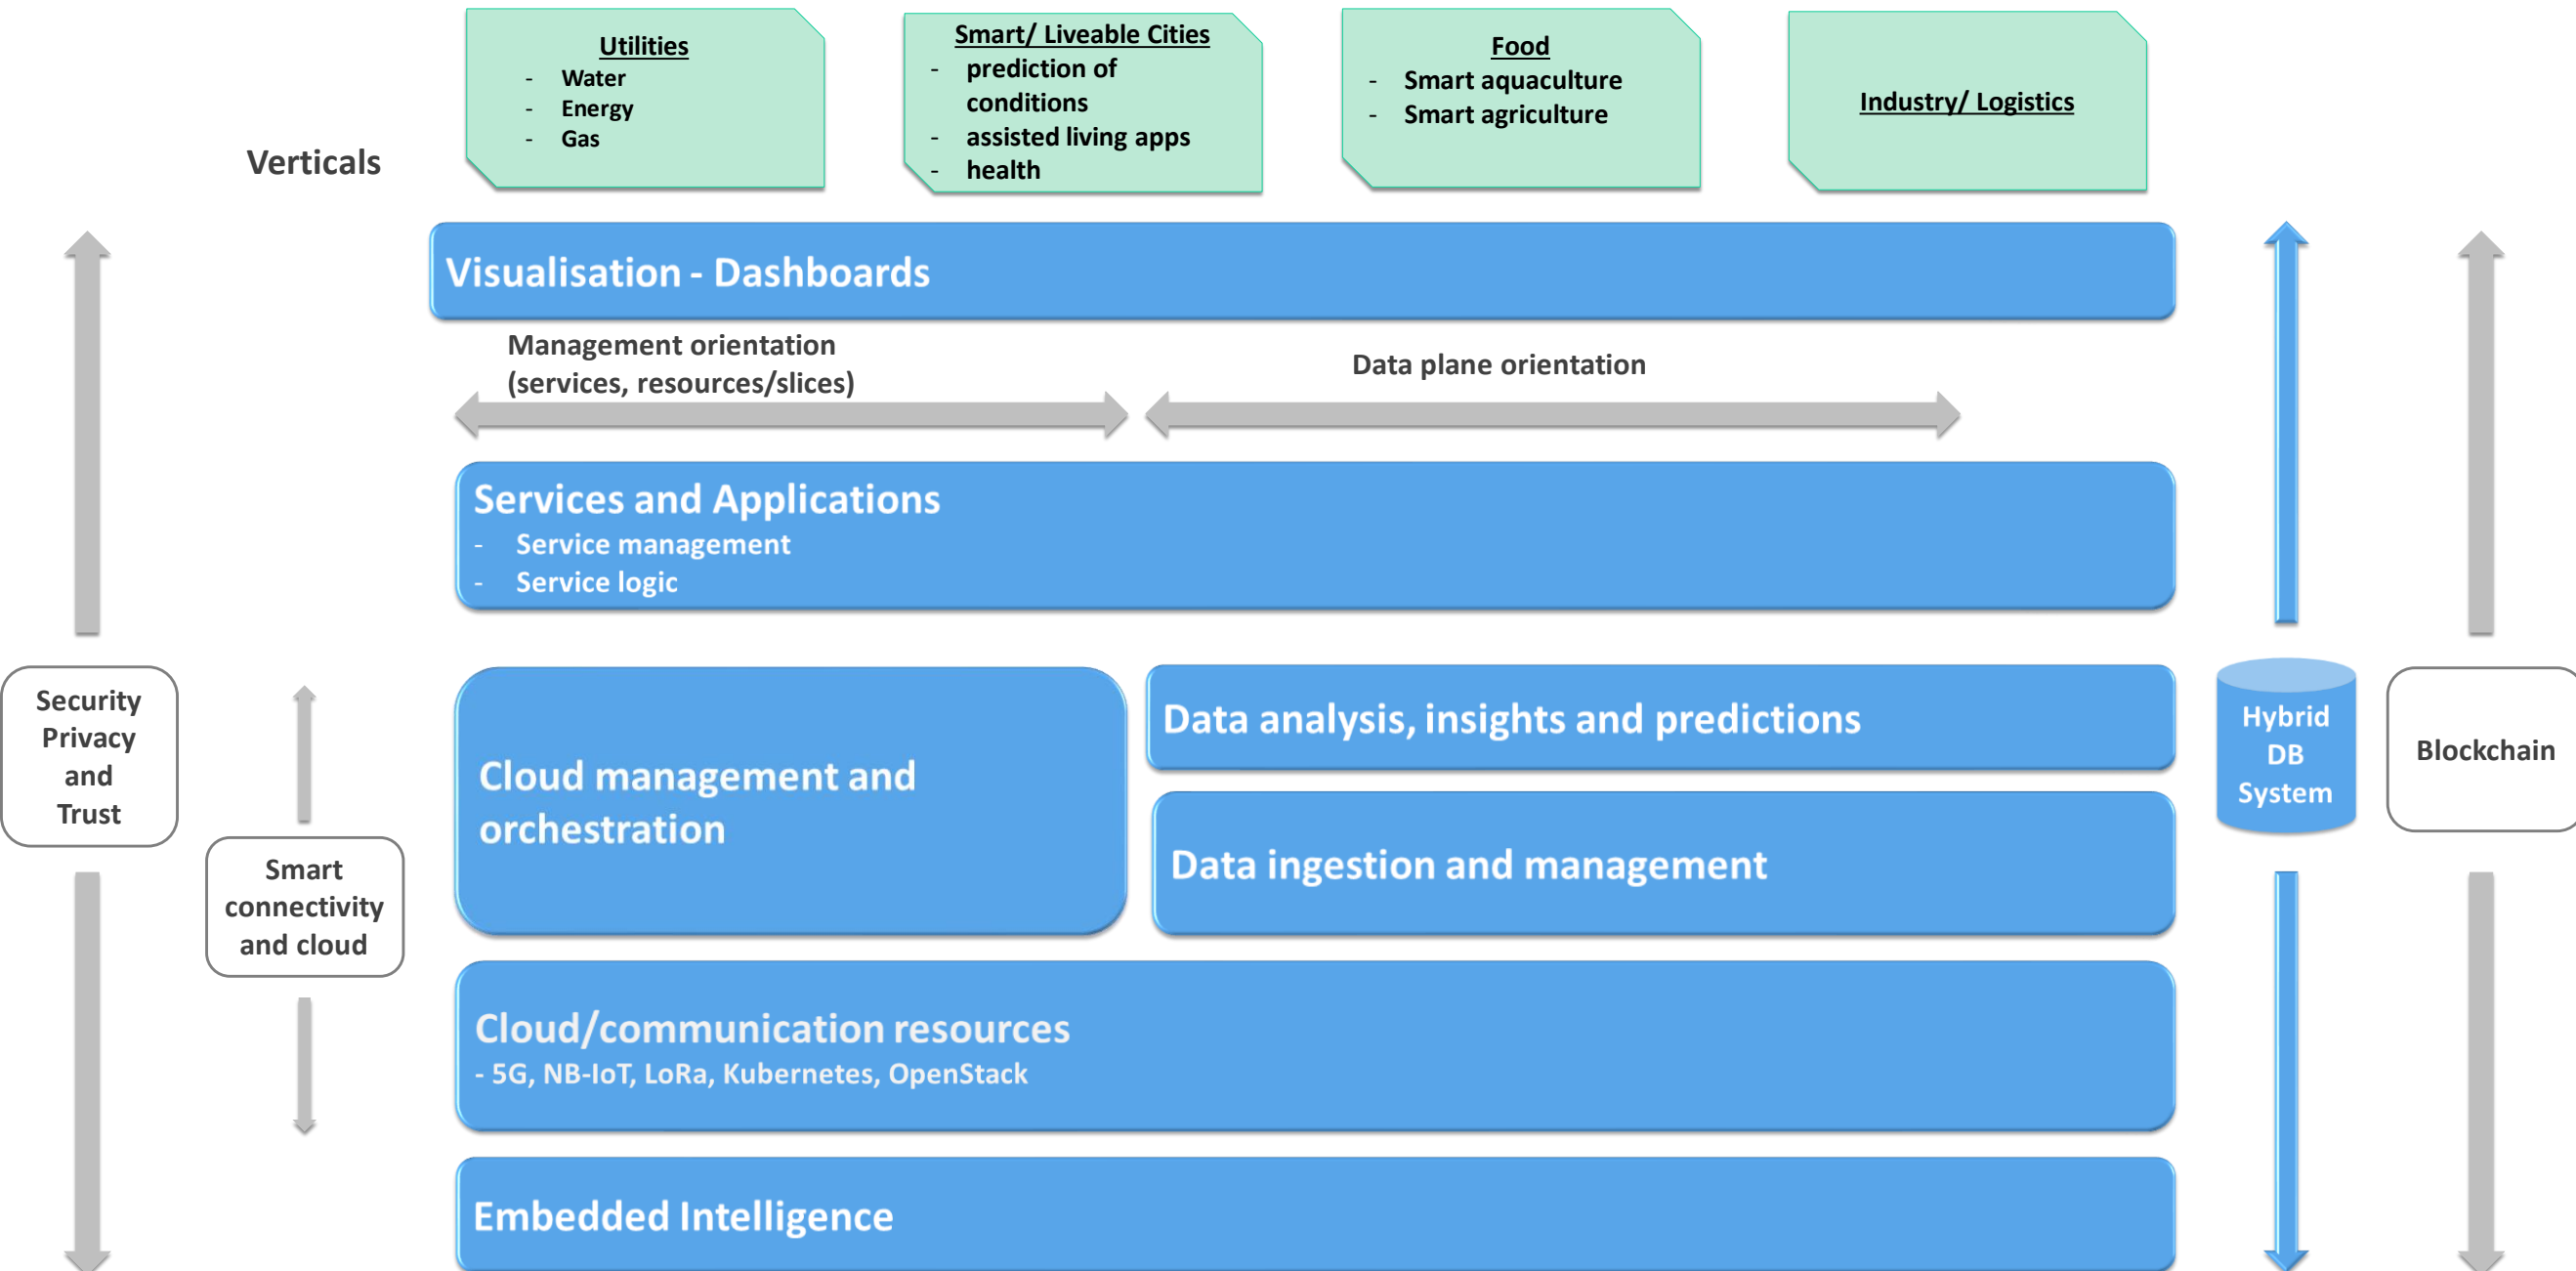 Utilities
- Water
- Energy
- Gas
Smart/ Liveable Cities
- prediction of
conditions
- assisted living apps
- health
Food
- Smart aquaculture
- Smart agriculture
Industry/ Logistics
Verticals
Visualisation - Dashboards
Management orientation
(services, resources/slices)
Data plane orientation
Services and Applications
- Service management
- Service logic
Security
Privacy
and
Trust
Smart
connectivity
and cloud
Cloud management and
orchestration
Data analysis, insights and predictions
Data ingestion and management
Hybrid
DB
System
Blockchain
Cloud/communication resources
- 5G, NB-IoT, LoRa, Kubernetes, OpenStack
Embedded Intelligence